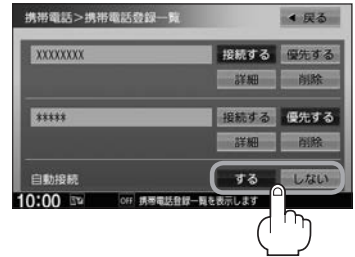 携帯電話＞携帯電話登録一覧 ◀ 戻る
XXXXXXXX 接続する 優先する
詳細 削除
***** 接続する 優先する
詳細 削除
自動接続 する しない
10:00 OFF 携帯電話登録一覧を表示します